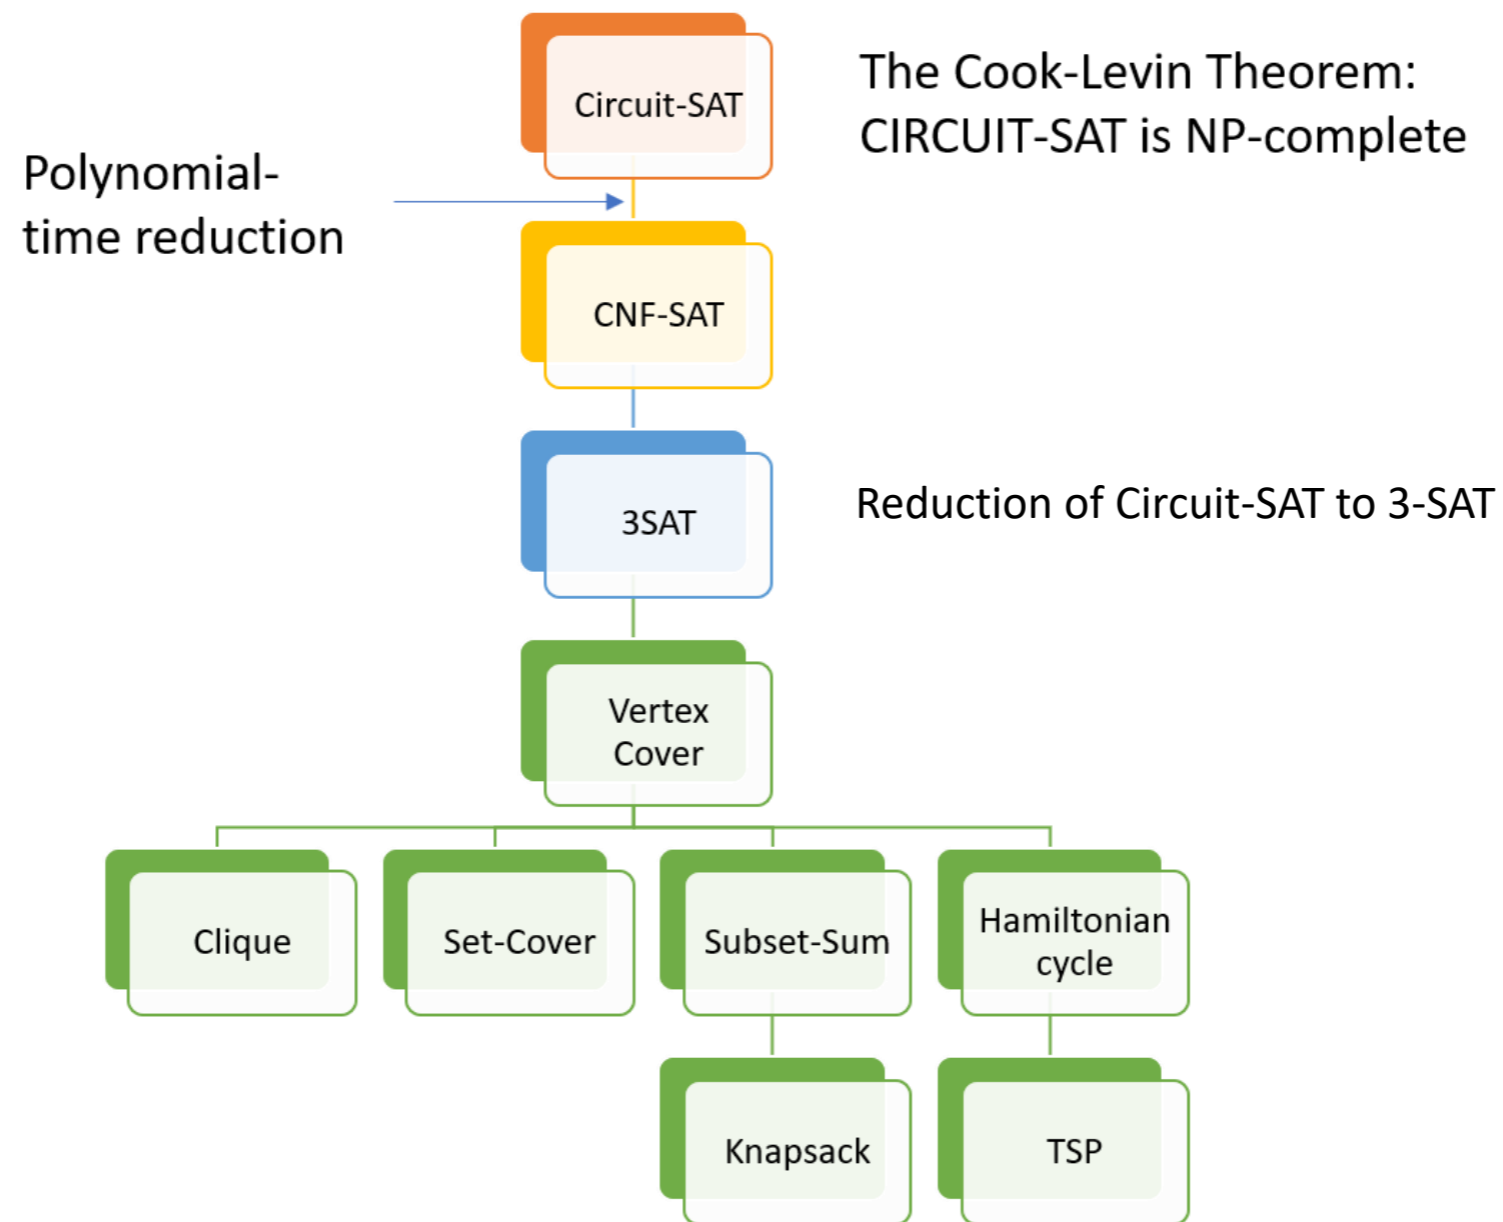 Circuit-SAT
The Cook-Levin Theorem:
CIRCUIT-SAT is NP-complete
Polynomial-
time reduction
CNF-SAT
3SAT
Reduction of Circuit-SAT to 3-SAT
Vertex
Cover
Clique
Set-Cover
Subset-Sum
Hamiltonian
cycle
Knapsack
TSP